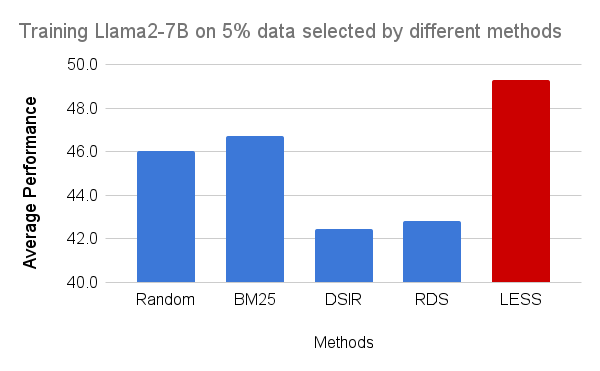 Training Llama2-7B on 5% data selected by different methods
Average Performance
50.0
48.0
46.0
44.0
42.0
40.0
Random BM25 DSIR RDS LESS
Methods